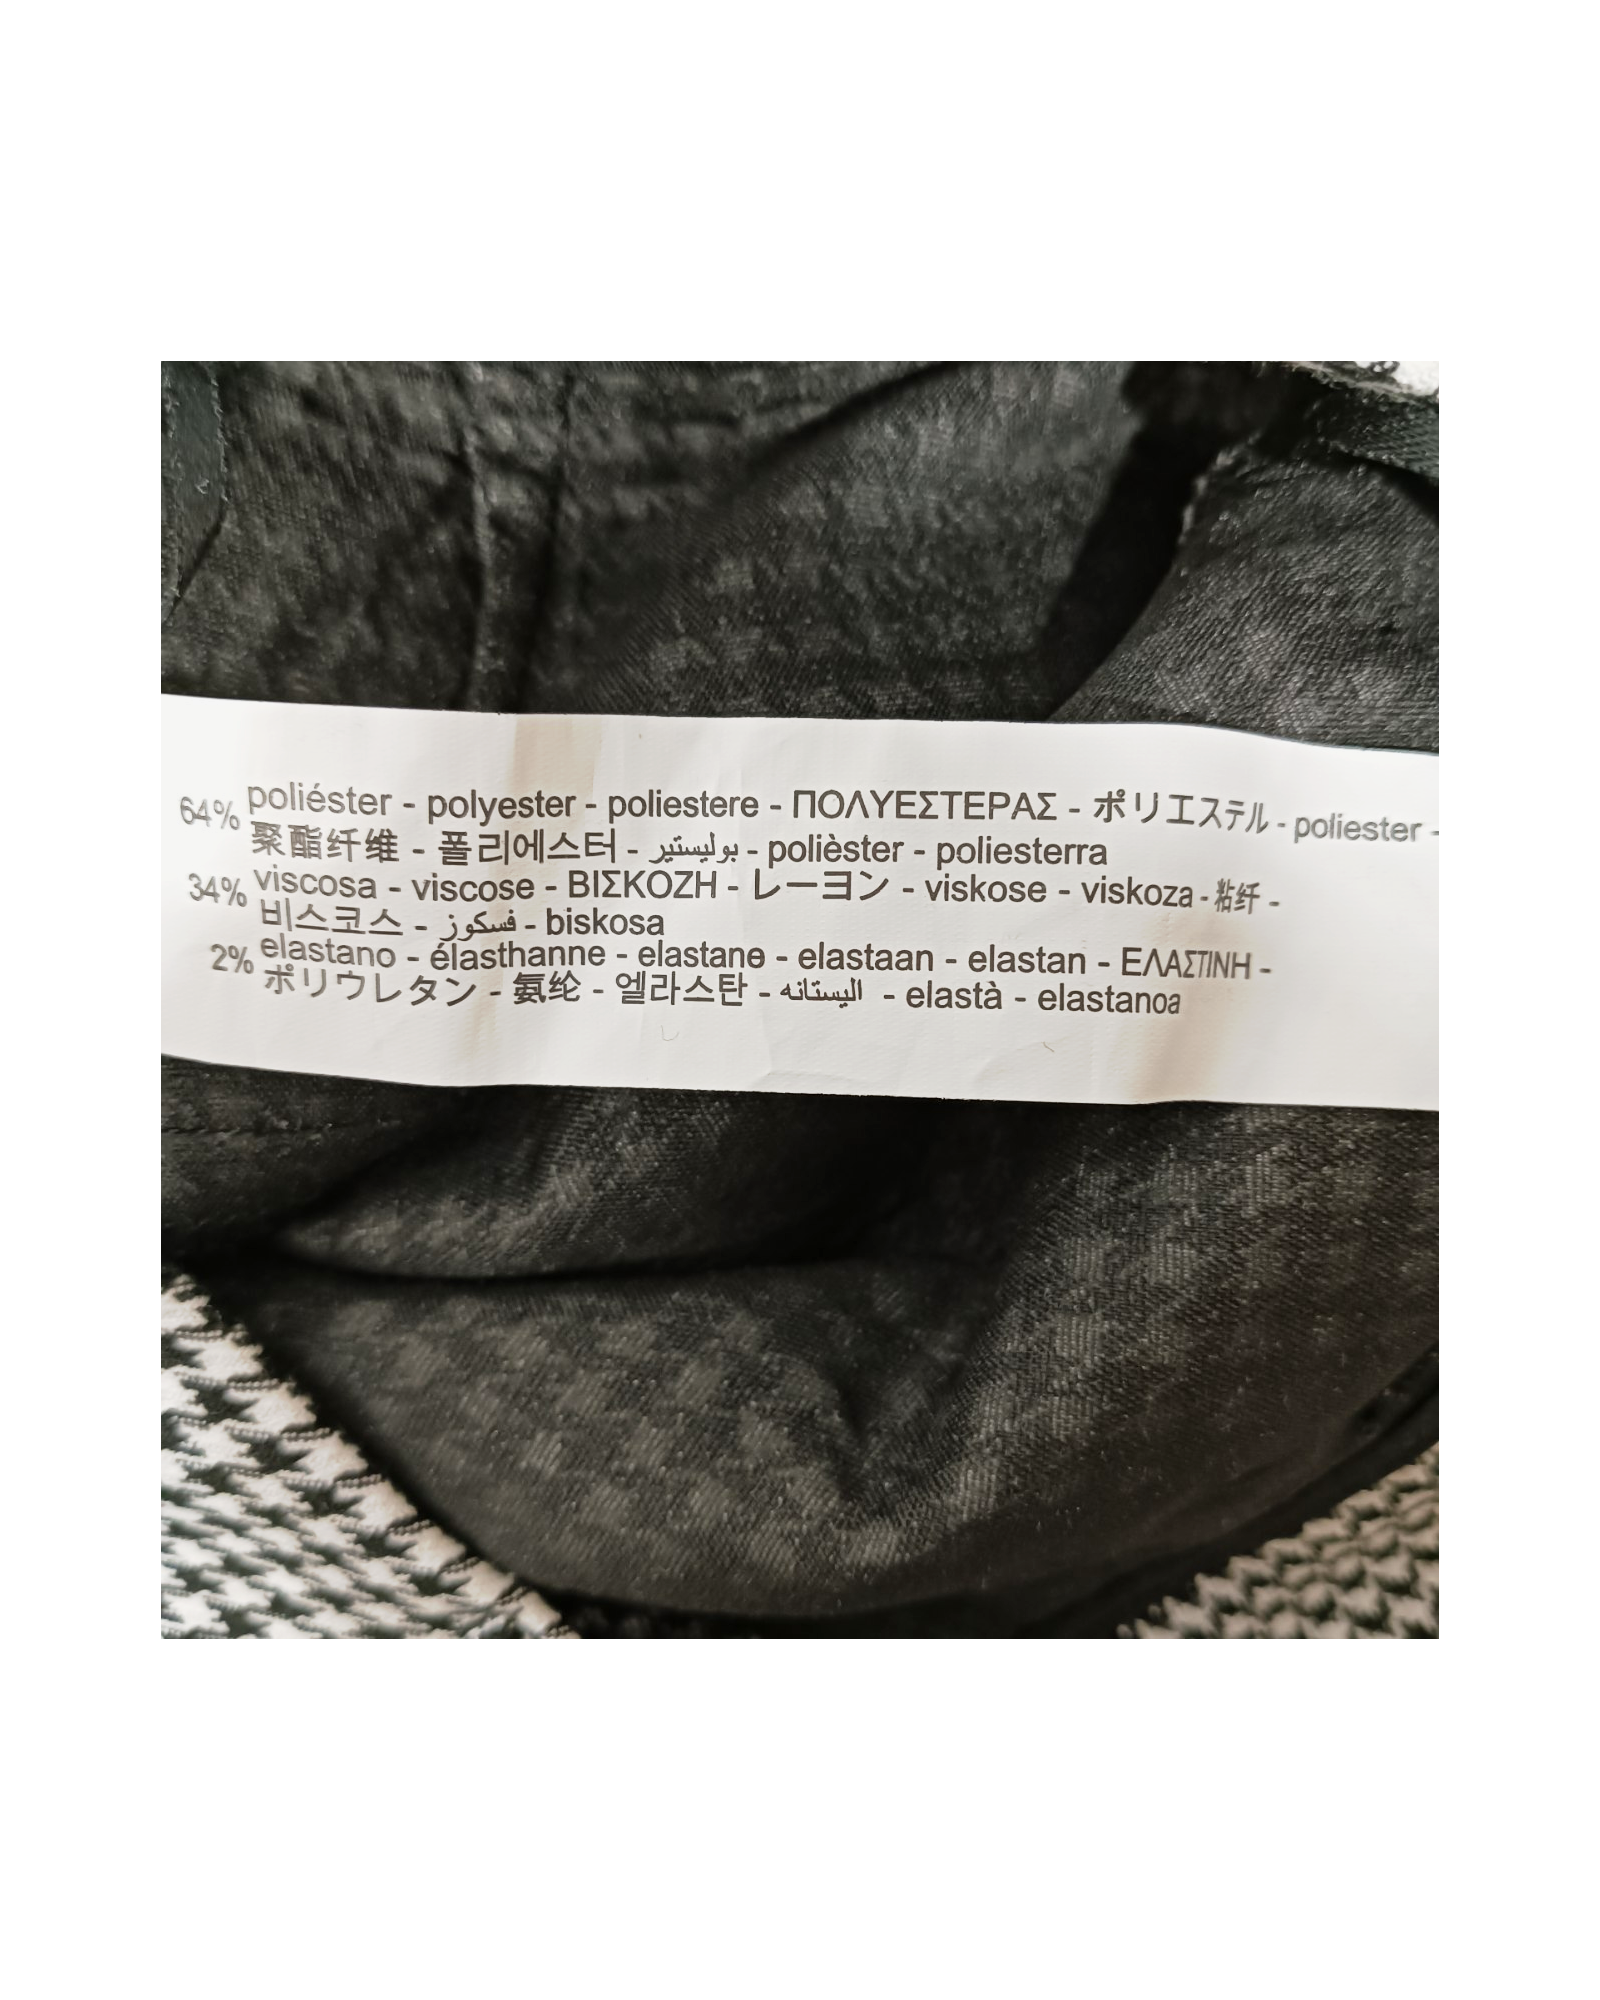 64% poliéster - polyester - poliestere - ΠΟΛΥΕΣΤΕΡΑΣ - ポリエステル - poliester -
聚酯纤维 - 폴리에스터 - بوليستير - polièster - poliesterra
34% viscosa - viscose - ΒΙΣΚΟΖΗ - レーヨン - viskose - viskoza - 粘纤 -
비스코스 - فسكوز - biskosa
2% elastano - élasthanne - elastane - elastaan - elastan - ΕΛΑΣΤΙΝΗ -
ポリウレタン - 氨纶 - 엘라스탄 - اليستانه - elastà - elastanoa